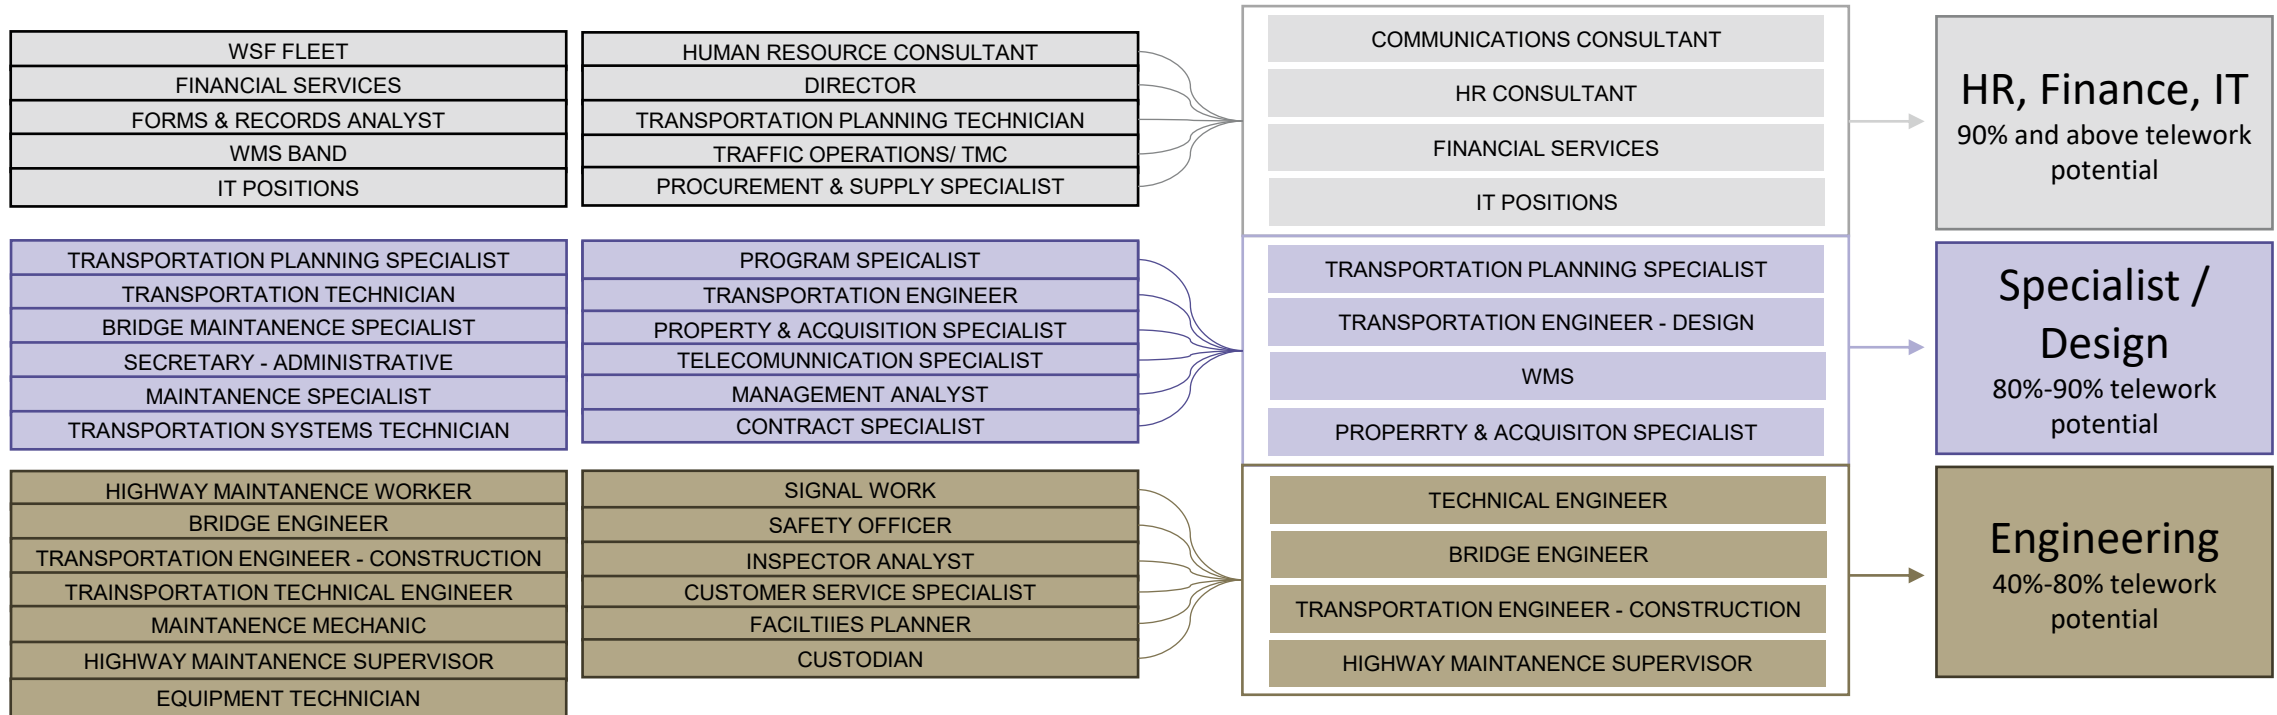 WSF FLEET
FINANCIAL SERVICES
FORMS & RECORDS ANALYST
WMS BAND
IT POSITIONS
HUMAN RESOURCE CONSULTANT
DIRECTOR
TRANSPORTATION PLANNING TECHNICIAN
TRAFFIC OPERATIONS/ TMC
PROCUREMENT & SUPPLY SPECIALIST
COMMUNICATIONS CONSULTANT
HR CONSULTANT
FINANCIAL SERVICES
IT POSITIONS
HR, Finance, IT
90% and above telework
potential
TRANSPORTATION PLANNING SPECIALIST
TRANSPORTATION TECHNICIAN
BRIDGE MAINTANENCE SPECIALIST
SECRETARY - ADMINISTRATIVE
MAINTANENCE SPECIALIST
TRANSPORTATION SYSTEMS TECHNICIAN
PROGRAM SPEICALIST
TRANSPORTATION ENGINEER
PROPERTY & ACQUISITION SPECIALIST
TELECOMUNNICATION SPECIALIST
MANAGEMENT ANALYST
CONTRACT SPECIALIST
TRANSPORTATION PLANNING SPECIALIST
TRANSPORTATION ENGINEER - DESIGN
WMS
PROPERRTY & ACQUISITON SPECIALIST
Specialist /
Design
80%-90% telework
potential
HIGHWAY MAINTANENCE WORKER
BRIDGE ENGINEER
TRANSPORTATION ENGINEER - CONSTRUCTION
TRAINSPORTATION TECHNICAL ENGINEER
MAINTANENCE MECHANIC
HIGHWAY MAINTANENCE SUPERVISOR
EQUIPMENT TECHNICIAN
SIGNAL WORK
SAFETY OFFICER
INSPECTOR ANALYST
CUSTOMER SERVICE SPECIALIST
FACILTIIES PLANNER
CUSTODIAN
TECHNICAL ENGINEER
BRIDGE ENGINEER
TRANSPORTATION ENGINEER - CONSTRUCTION
HIGHWAY MAINTANENCE SUPERVISOR
Engineering
40%-80% telework
potential